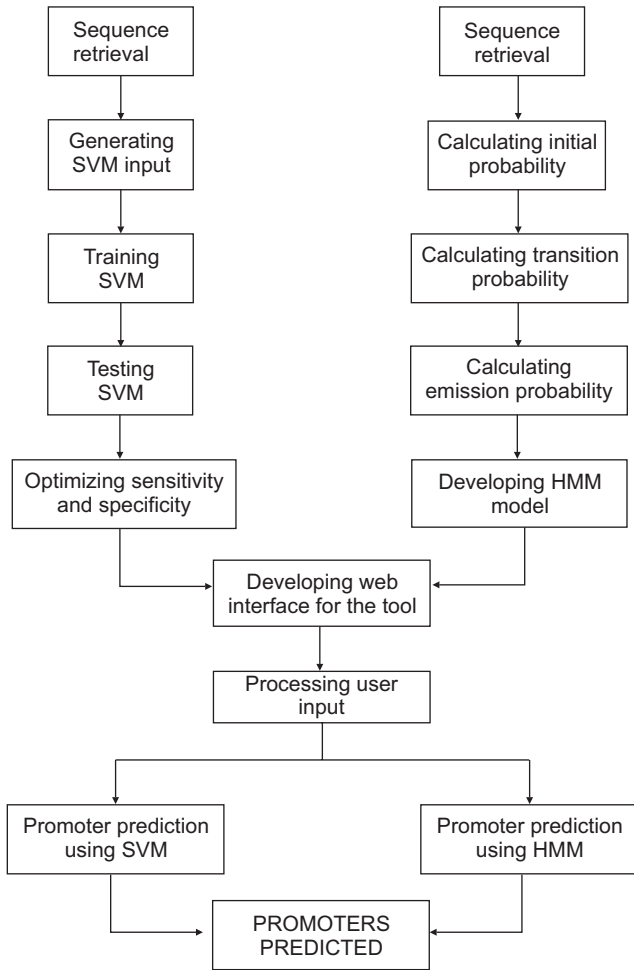 Sequence
retrieval
Generating
SVM input
Training
SVM
Testing
SVM
Optimizing sensitivity
and specificity
Sequence
retrieval
Calculating initial
probability
Calculating transition
probability
Calculating
emission probability
Developing HMM
model
Developing web
interface for the tool
Processing user
input
Promoter prediction
using SVM
Promoter prediction
using HMM
PROMOTERS
PREDICTED